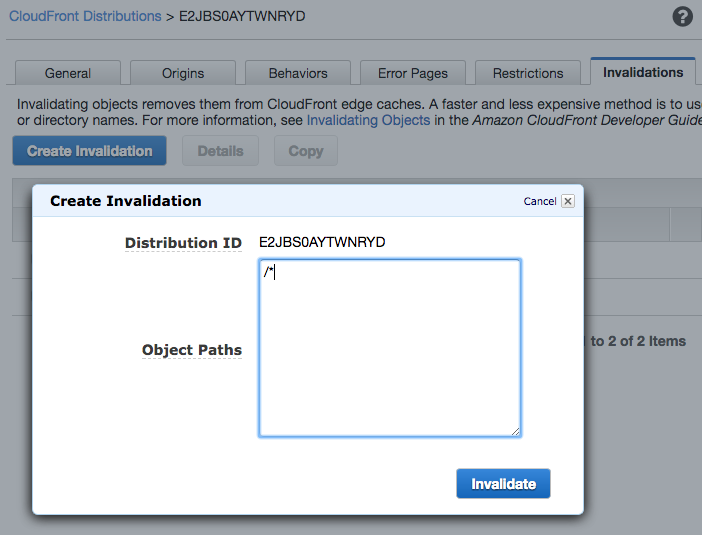 CloudFront Distributions > E2JBS0AYTWNRYD
?
General Origins Behaviors Error Pages Restrictions Invalidations
Invalidating objects removes them from CloudFront edge caches. A faster and less expensive method is to
or directory names. For more information, see Invalidating Objects in the Amazon CloudFront Developer Guide
Create Invalidation Details Copy
Create Invalidation Cancel x
Distribution ID E2JBS0AYTWNRYD
/*
Object Paths
to 2 of 2 Items
Invalidate